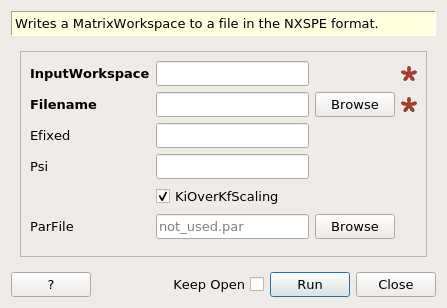 Writes a MatrixWorkspace to a file in the NXSPE format.
InputWorkspace
Filename Browse
Efixed
Psi
KiOverKfScaling
ParFile not_used.par Browse
? Keep Open Run Close